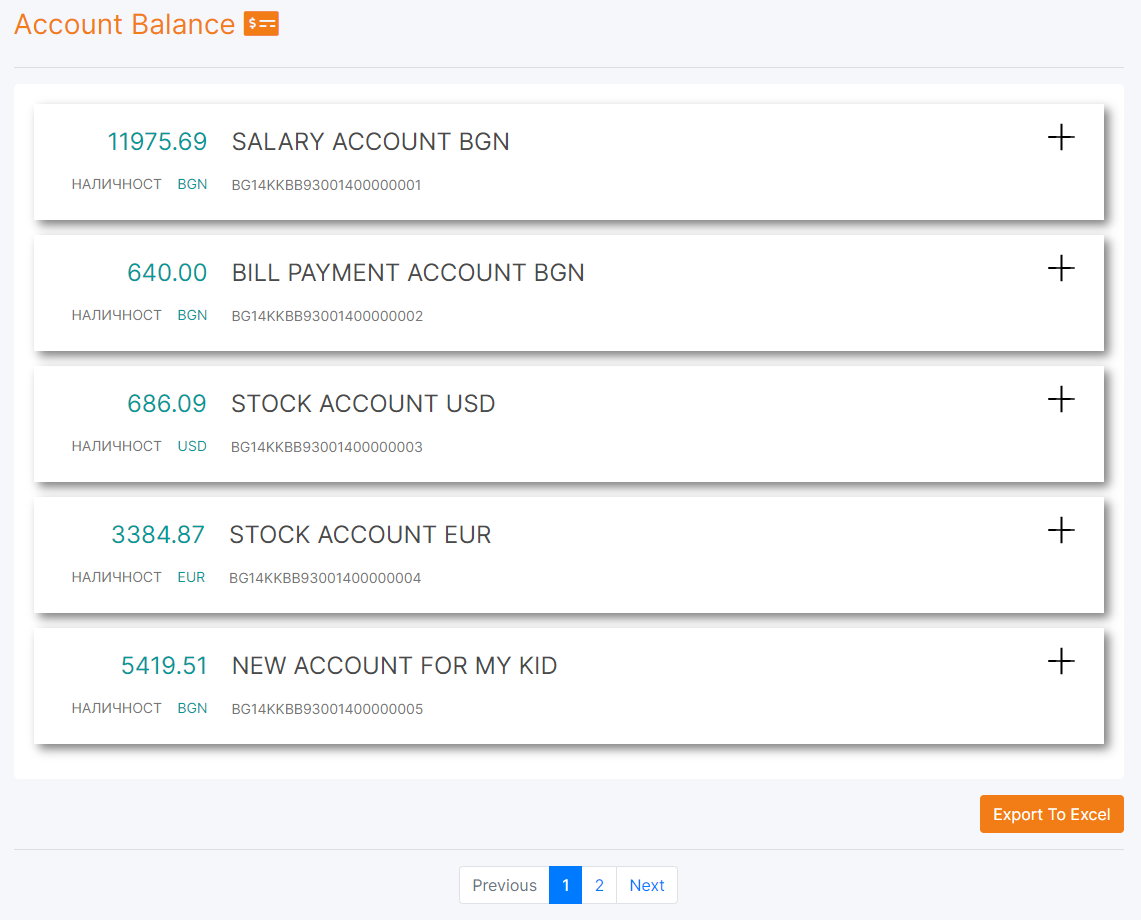 Account Balance
11975.69 SALARY ACCOUNT BGN
НАЛИЧНОСТ BGN BG14KKBB93001400000001
640.00 BILL PAYMENT ACCOUNT BGN
НАЛИЧНОСТ BGN BG14KKBB93001400000002
686.09 STOCK ACCOUNT USD
НАЛИЧНОСТ USD BG14KKBB93001400000003
3384.87 STOCK ACCOUNT EUR
НАЛИЧНОСТ EUR BG14KKBB93001400000004
5419.51 NEW ACCOUNT FOR MY KID
НАЛИЧНОСТ BGN BG14KKBB93001400000005
Export To Excel
Previous 1 2 Next